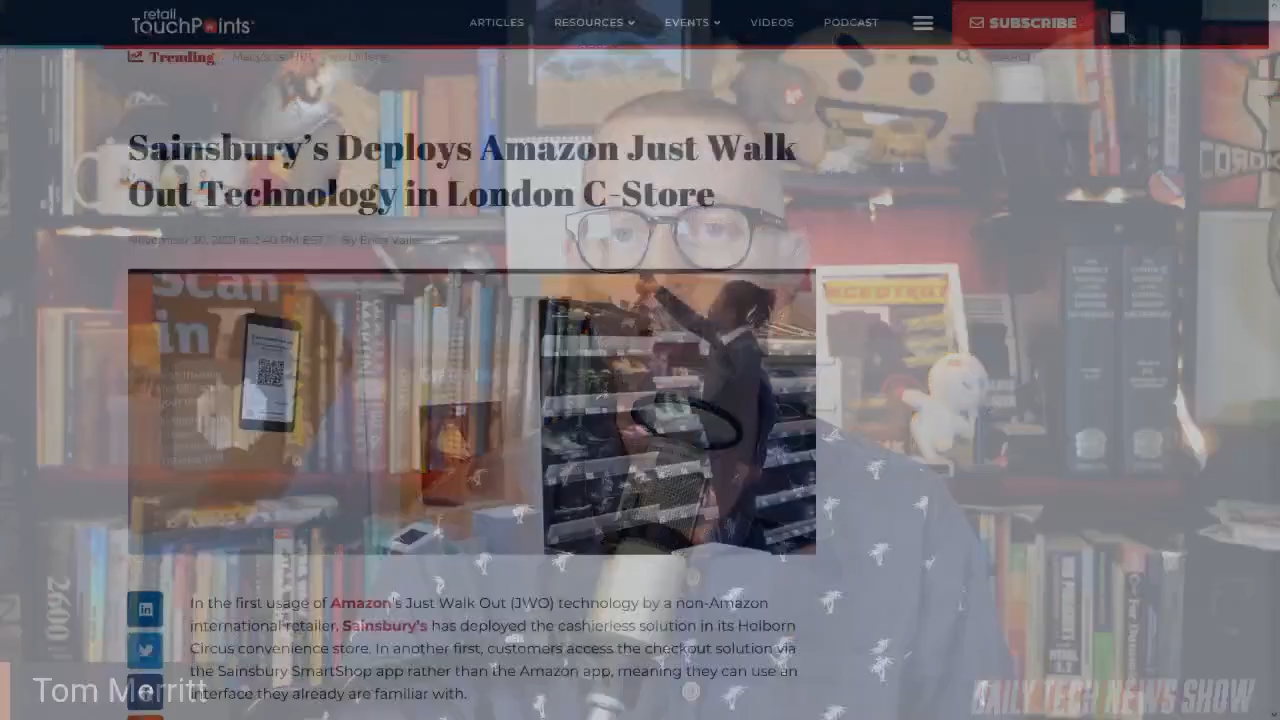 retail
TouchPoints
ARTICLES RESOURCES EVENTS VIDEOS PODCAST SUBSCRIBE
Trending
Sainsbury's Deploys Amazon Just Walk
Out Technology in London C-Store
Scan
in
In the first usage of Amazon's Just Walk Out (JWO) technology by a non-Amazon
international retailer, Sainsbury's has deployed the cashierless solution in its Holborn
Circus convenience store. In another first, customers access the checkout solution via
the Sainsbury SmartShop app rather than the Amazon app, meaning they can use an
interface they already are familiar with.
2600
Tom Merritt
DAILY TECH NEWS SHOW